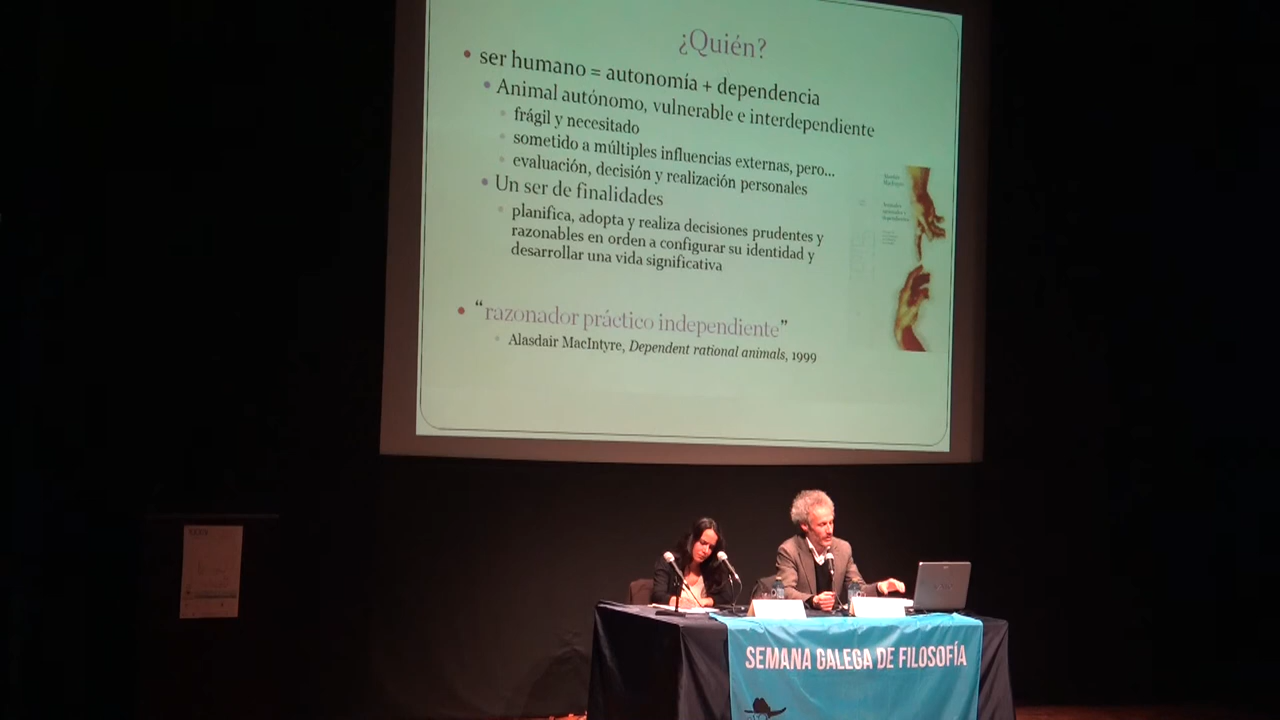 ¿Quién?
ser humano = autonomía + dependencia
Animal autónomo, vulnerable e interdependiente
frágil y necesitado
sometido a múltiples influencias externas, pero...
evaluación, decisión y realización personales
Un ser de finalidades
planifica, adopta y realiza decisiones prudentes y
razonables en orden a configurar su identidad y
desarrollar una vida significativa
“razonador práctico independiente”
Alasdair MacIntyre, Dependent rational animals, 1999
SEMANA GALEGA DE FILOSOFÍA